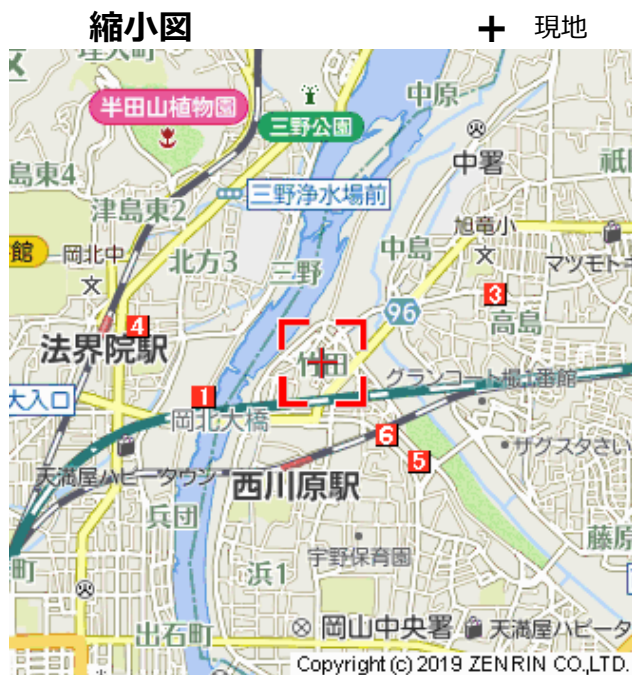 縮小図
＋ 現地
半田山植物園
三野公園
中原
中署
祇
島東4
津島東2
三野浄水場前
旭竜小
館
岡北中
北方3
三野
中島
マツモト
96
3
高島
4
法界院駅
竹田
大入口
1
グランコート
番館
岡北大橋
6
天満屋ハピータウン
西川原駅
5
サグスタさい
兵団
宇野保育園
藤原
町
浜1
出石町
岡山中央署
天満屋ハピータ
Copyright (c) 2019 ZENRIN CO.,LTD.